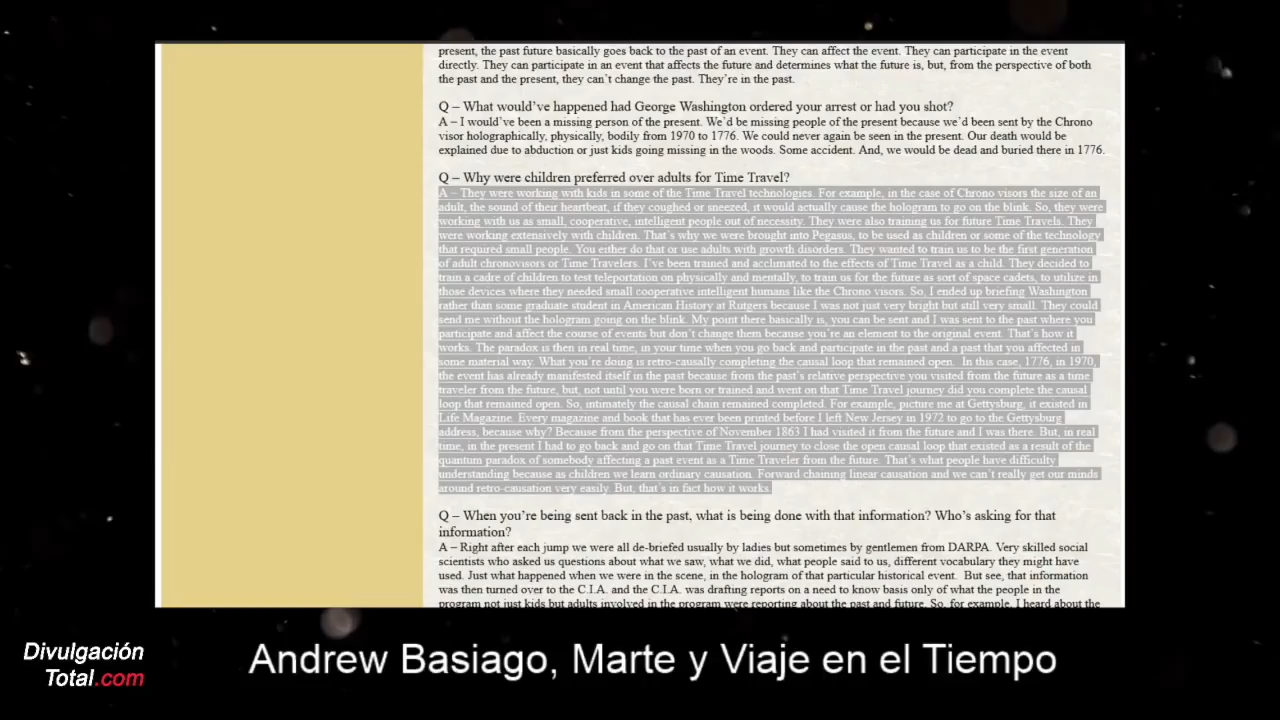 present, the past future basically goes back to the past of an event. They can affect the event. They can participate in the event
directly. They can participate in an event that affects the future and determines what the future is, but, from the perspective of both
the past and the present, they can't change the past. They're in the past.
Q – What would've happened had George Washington ordered your arrest or had you shot?
A – I would've been a missing person of the present. We'd be missing people of the present because we'd been sent by the Chrono
visor holographically, physically, bodily from 1970 to 1776. We could never again be seen in the present. Our death would be
explained due to abduction or just kids going missing in the woods. Some accident. And, we would be dead and buried there in 1776.
Q – Why were children preferred over adults for Time Travel?
A – They were working with kids in some of the Time Travel technologies. For example, in the case of Chrono visors the size of an
adult, the sound of their heartbeat, if they coughed or sneezed, it would actually cause the hologram to go on the blink. So, they were
working with us as small, cooperative, intelligent people out of necessity. They were also training us for future Time Travels. They
were working extensively with children. That's why we were brought into Pegasus, to be used as children or some of the technology
that required small people. You either do that or use adults with growth disorders. They wanted to train us to be the first generation
of adult chronovisors or Time Travelers. I've been trained and acclimated to the effects of Time Travel as a child. They decided to
train a cadre of children to test teleportation on physically and mentally, to train us for the future as sort of space cadets, to utilize in
those devices where they needed small cooperative intelligent humans like the Chrono visors. So, I ended up briefing Washington
rather than some graduate student in American History at Rutgers because I was not just very bright but still very small. They could
send me without the hologram going on the blink. My point there basically is, you can be sent and I was sent to the past where you
participate and affect the course of events but don't change them because you're an element to the original event. That's how it
works. The paradox is then in real time, in your time when you go back and participate in the past and a past that you affected in
some material way. What you're doing is retro-causally completing the causal loop that remained open.  In this case, 1776, in 1970,
the event has already manifested itself in the past because from the past's relative perspective you visited from the future as a time
traveler from the future, but, not until you were born or trained and went on that Time Travel journey did you complete the causal
loop that remained open. So, intimately the causal chain remained completed. For example, picture me at Gettysburg, it existed in
Life Magazine. Every magazine and book that has ever been printed before I left New Jersey in 1972 to go to the Gettysburg
address, because why? Because from the perspective of November 1863 I had visited it from the future and I was there. But, in real
time, in the present I had to go back and go on that Time Travel journey to close the open causal loop that existed as a result of the
quantum paradox of somebody affecting a past event as a Time Traveler from the future. That's what people have difficulty
understanding because as children we learn ordinary causation. Forward chaining linear causation and we can't really get our minds
around retro-causation very easily. But, that's in fact how it works.
Q – When you're being sent back in the past, what is being done with that information? Who's asking for that
information?
A – Right after each jump we were all de-briefed usually by ladies but sometimes by gentlemen from DARPA. Very skilled social
scientists who asked us questions about what we saw, what we did, what people said to us, different vocabulary they might have
used. Just what happened when we were in the scene, in the hologram of that particular historical event.  But see, that information
was then turned over to the C.I.A. and the C.I.A. was drafting reports on a need to know basis only of what the people in the
program not just kids but adults involved in the program were reporting about the past and future. So, for example, I heard about the
Divulgación
Total.com
Andrew Basiago, Marte y Viaje en el Tiempo